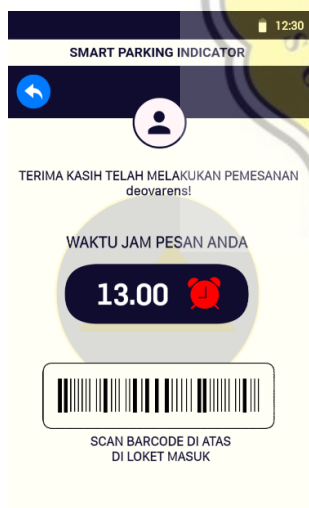 12:30
SMART PARKING INDICATOR
TERIMA KASIH TELAH MELAKUKAN PEMESANAN
deovarens!
WAKTU JAM PESAN ANDA
13.00
SCAN BARCODE DI ATAS
DI LOKET MASUK